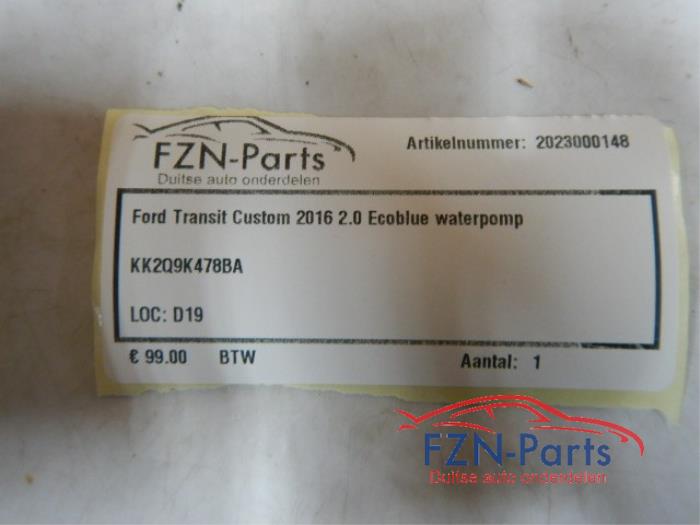 FZN-Parts
Duitse auto onderdelen
Artikelnummer: 2023000148
Ford Transit Custom 2016 2.0 Ecoblue waterpomp
KK2Q9K478BA
LOC: D19
€ 99.00 BTW Aantal: 1
FZN-Parts
Duitse auto onderdelen